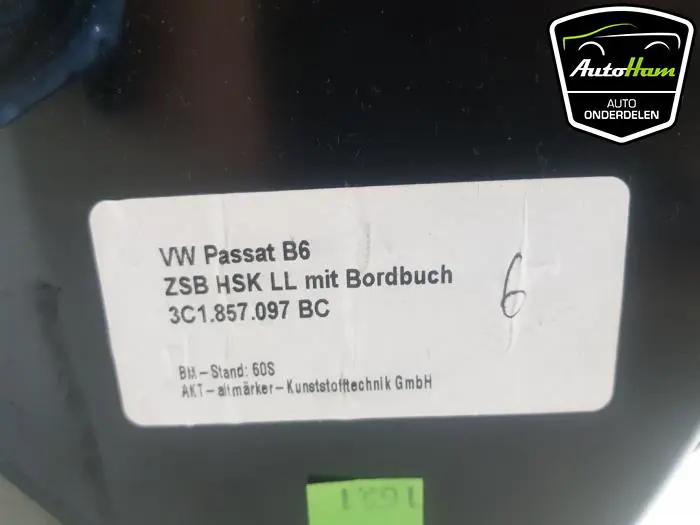 AutoHam
AUTO
ONDERDELEN
VW Passat B6
ZSB HSK LL mit Bordbuch
3C1.857.097 BC
6
BM-Stand: 60S
AKT-altmärker-Kunststofftechnik GmbH
1621